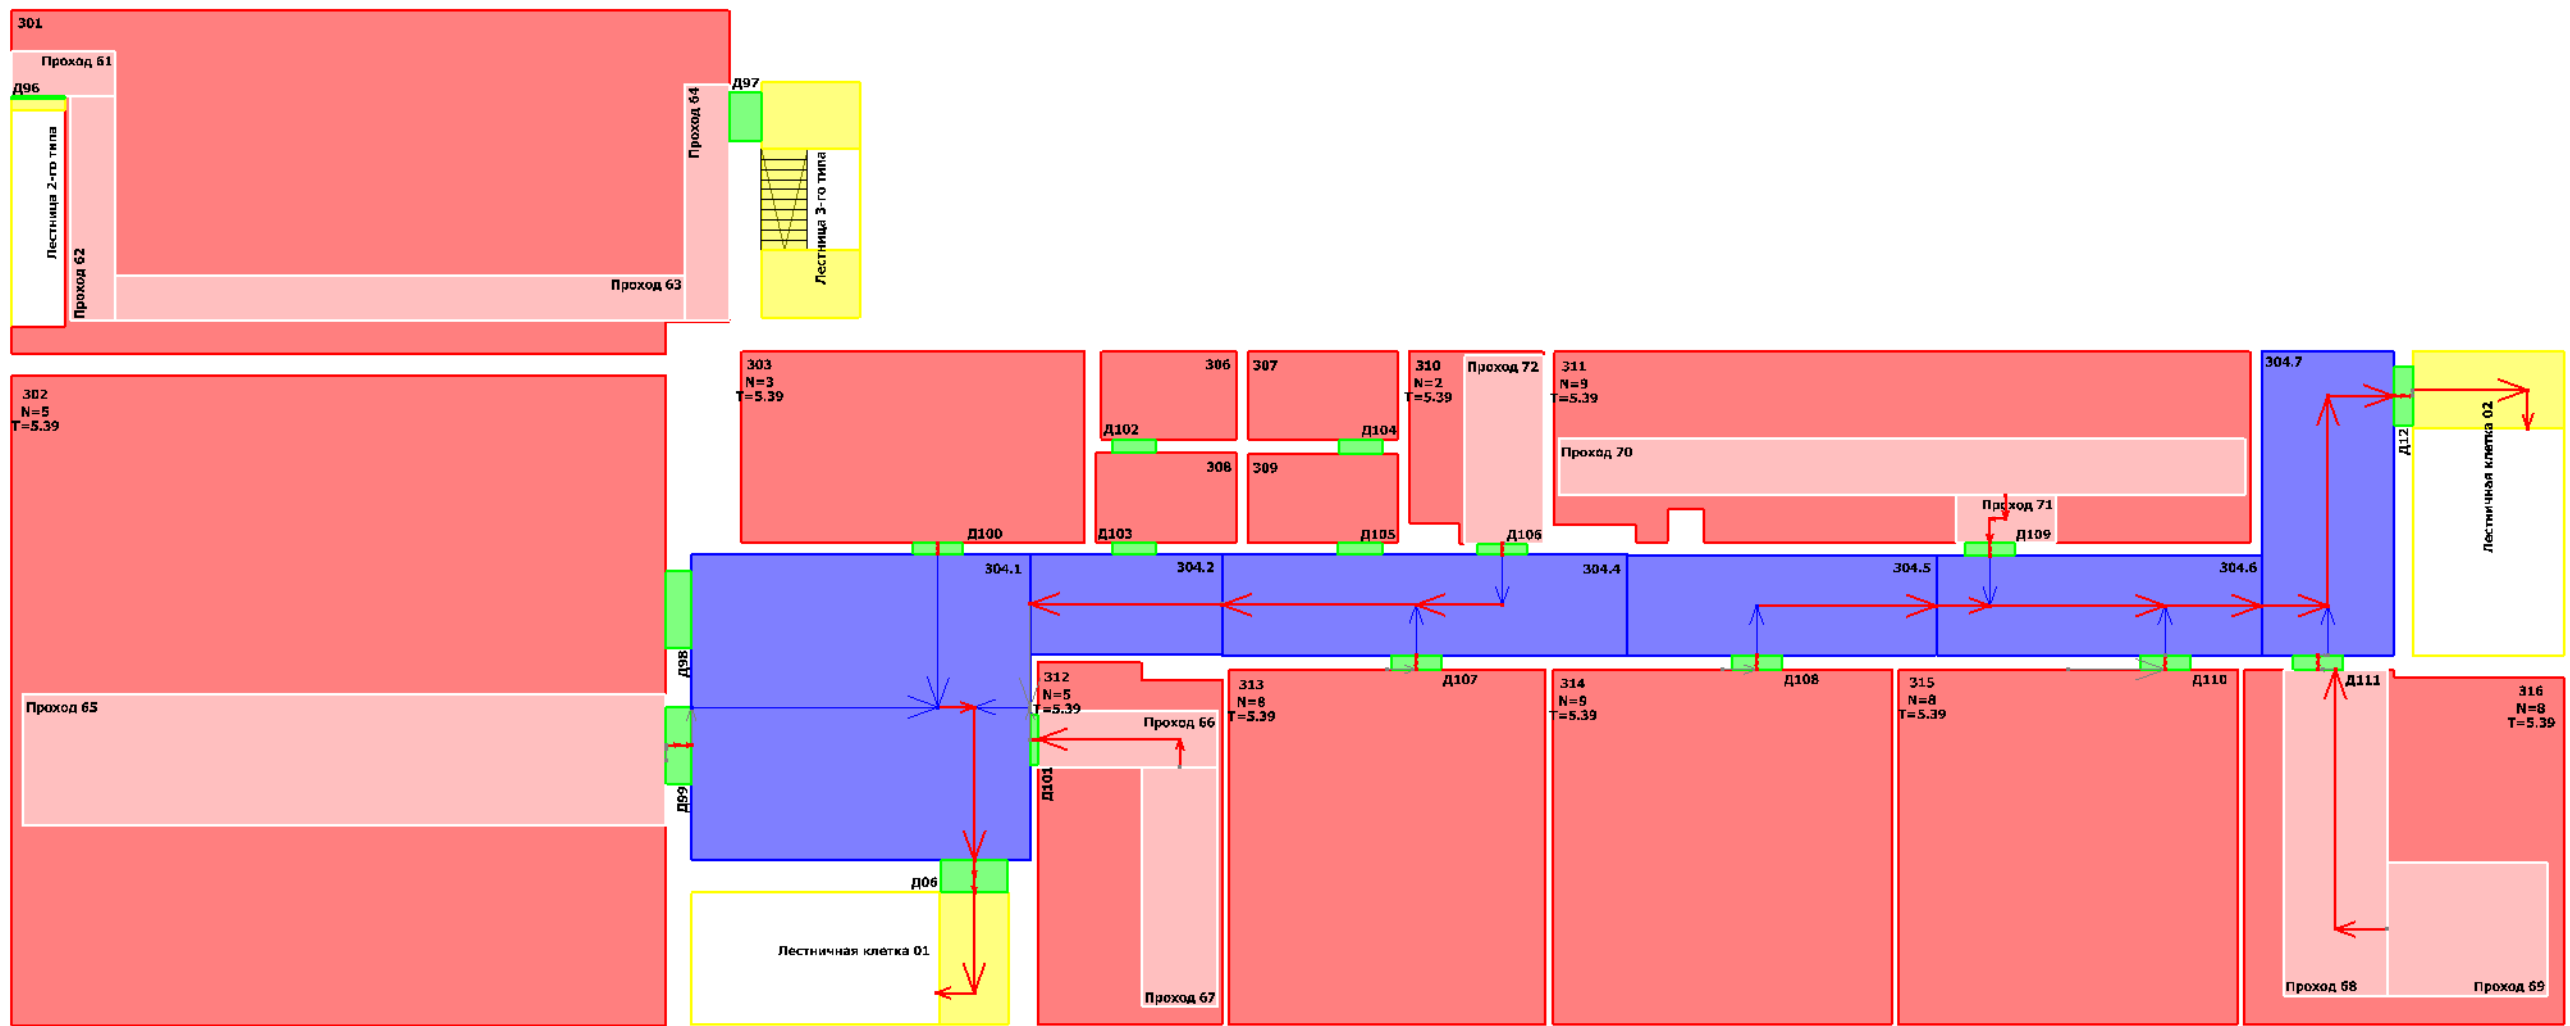 301
Проход 61
Д96
Лестница 2-го типа
Проход 62
Проход 63
Проход 64
Д97
Лестница 3-го типа
302
N=5
T=5.39
Проход 65
Д98
Д99
303
N=3
T=5.39
Д100
306
Д102
307
Д104
308
Д103
309
Д105
310
N=2
T=5.39
Проход 72
Д106
311
N=9
T=5.39
Проход 70
Проход 71
Д109
304.7
Д12
Лестничная клетка 02
304.1
304.2
304.4
304.5
304.6
Д06
Лестничная клетка 01
312
N=5
T=5.39
Проход 66
Д101
Проход 67
313
N=8
T=5.39
Д107
314
N=9
T=5.39
Д108
315
N=8
T=5.39
Д110
Д111
316
N=8
T=5.39
Проход 68
Проход 69